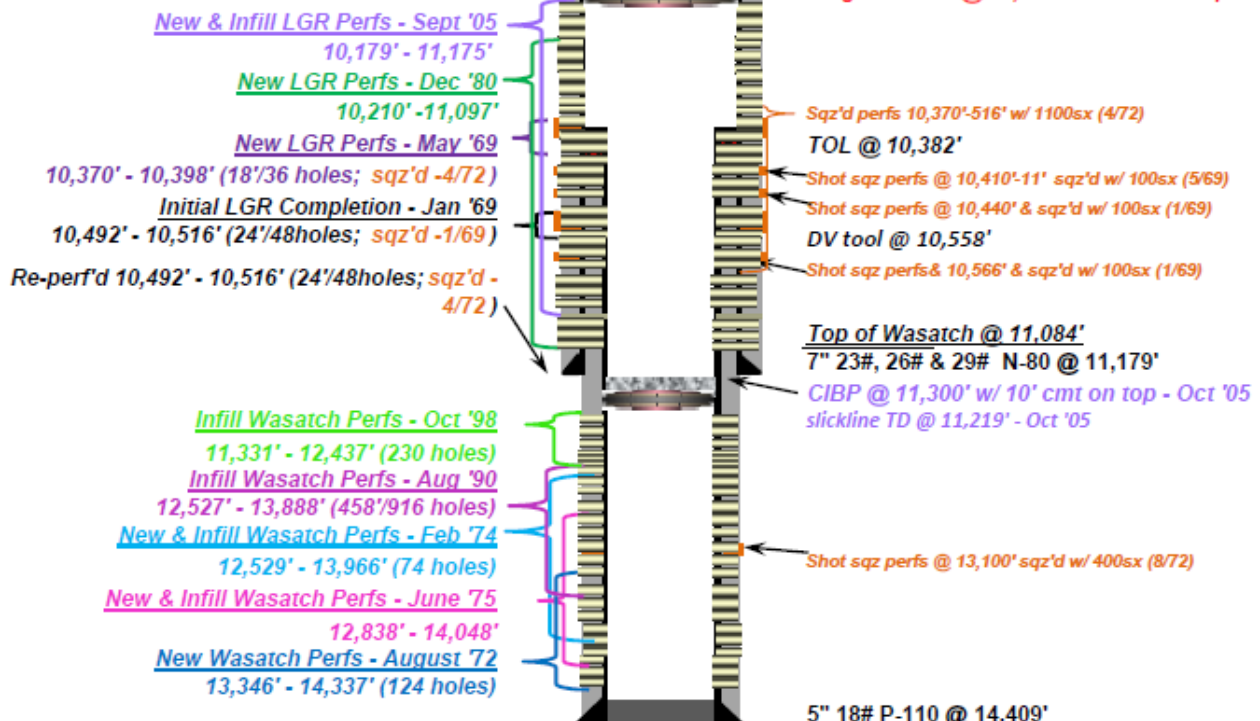 New & Infill LGR Perfs - Sept '05
10,179' - 11,175'
New LGR Perfs - Dec '80
10,210' -11,097'
New LGR Perfs - May '69
10,370' - 10,398' (18'/36 holes; sqz'd -4/72 )
Initial LGR Completion - Jan '69
10,492' - 10,516' (24'/48holes; sqz'd -1/69 )
Re-perf'd 10,492' - 10,516' (24'/48holes; sqz'd -
4/72 )
Infill Wasatch Perfs - Oct '98
11,331' - 12,437' (230 holes)
Infill Wasatch Perfs - Aug '90
12,527' - 13,888' (458'/916 holes)
New & Infill Wasatch Perfs - Feb '74
12,529' - 13,966' (74 holes)
New & Infill Wasatch Perfs - June '75
12,838' - 14,048'
New Wasatch Perfs - August '72
13,346' - 14,337' (124 holes)
Sqz'd perfs 10,370'-516' w/ 1100sx (4/72)
TOL @ 10,382'
Shot sqz perfs @ 10,410'-11' sqz'd w/ 100sx (5/69)
Shot sqz perfs @ 10,440' & sqz'd w/ 100sx (1/69)
DV tool @ 10,558'
Shot sqz perfs& 10,566' & sqz'd w/ 100sx (1/69)
Top of Wasatch @ 11,084'
7" 23#, 26# & 29# N-80 @ 11,179'
CIBP @ 11,300' w/ 10' cmt on top - Oct '05
slickline TD @ 11,219' - Oct '05
Shot sqz perfs @ 13,100' sqz'd w/ 400sx (8/72)
5" 18# P-110 @ 14,409'